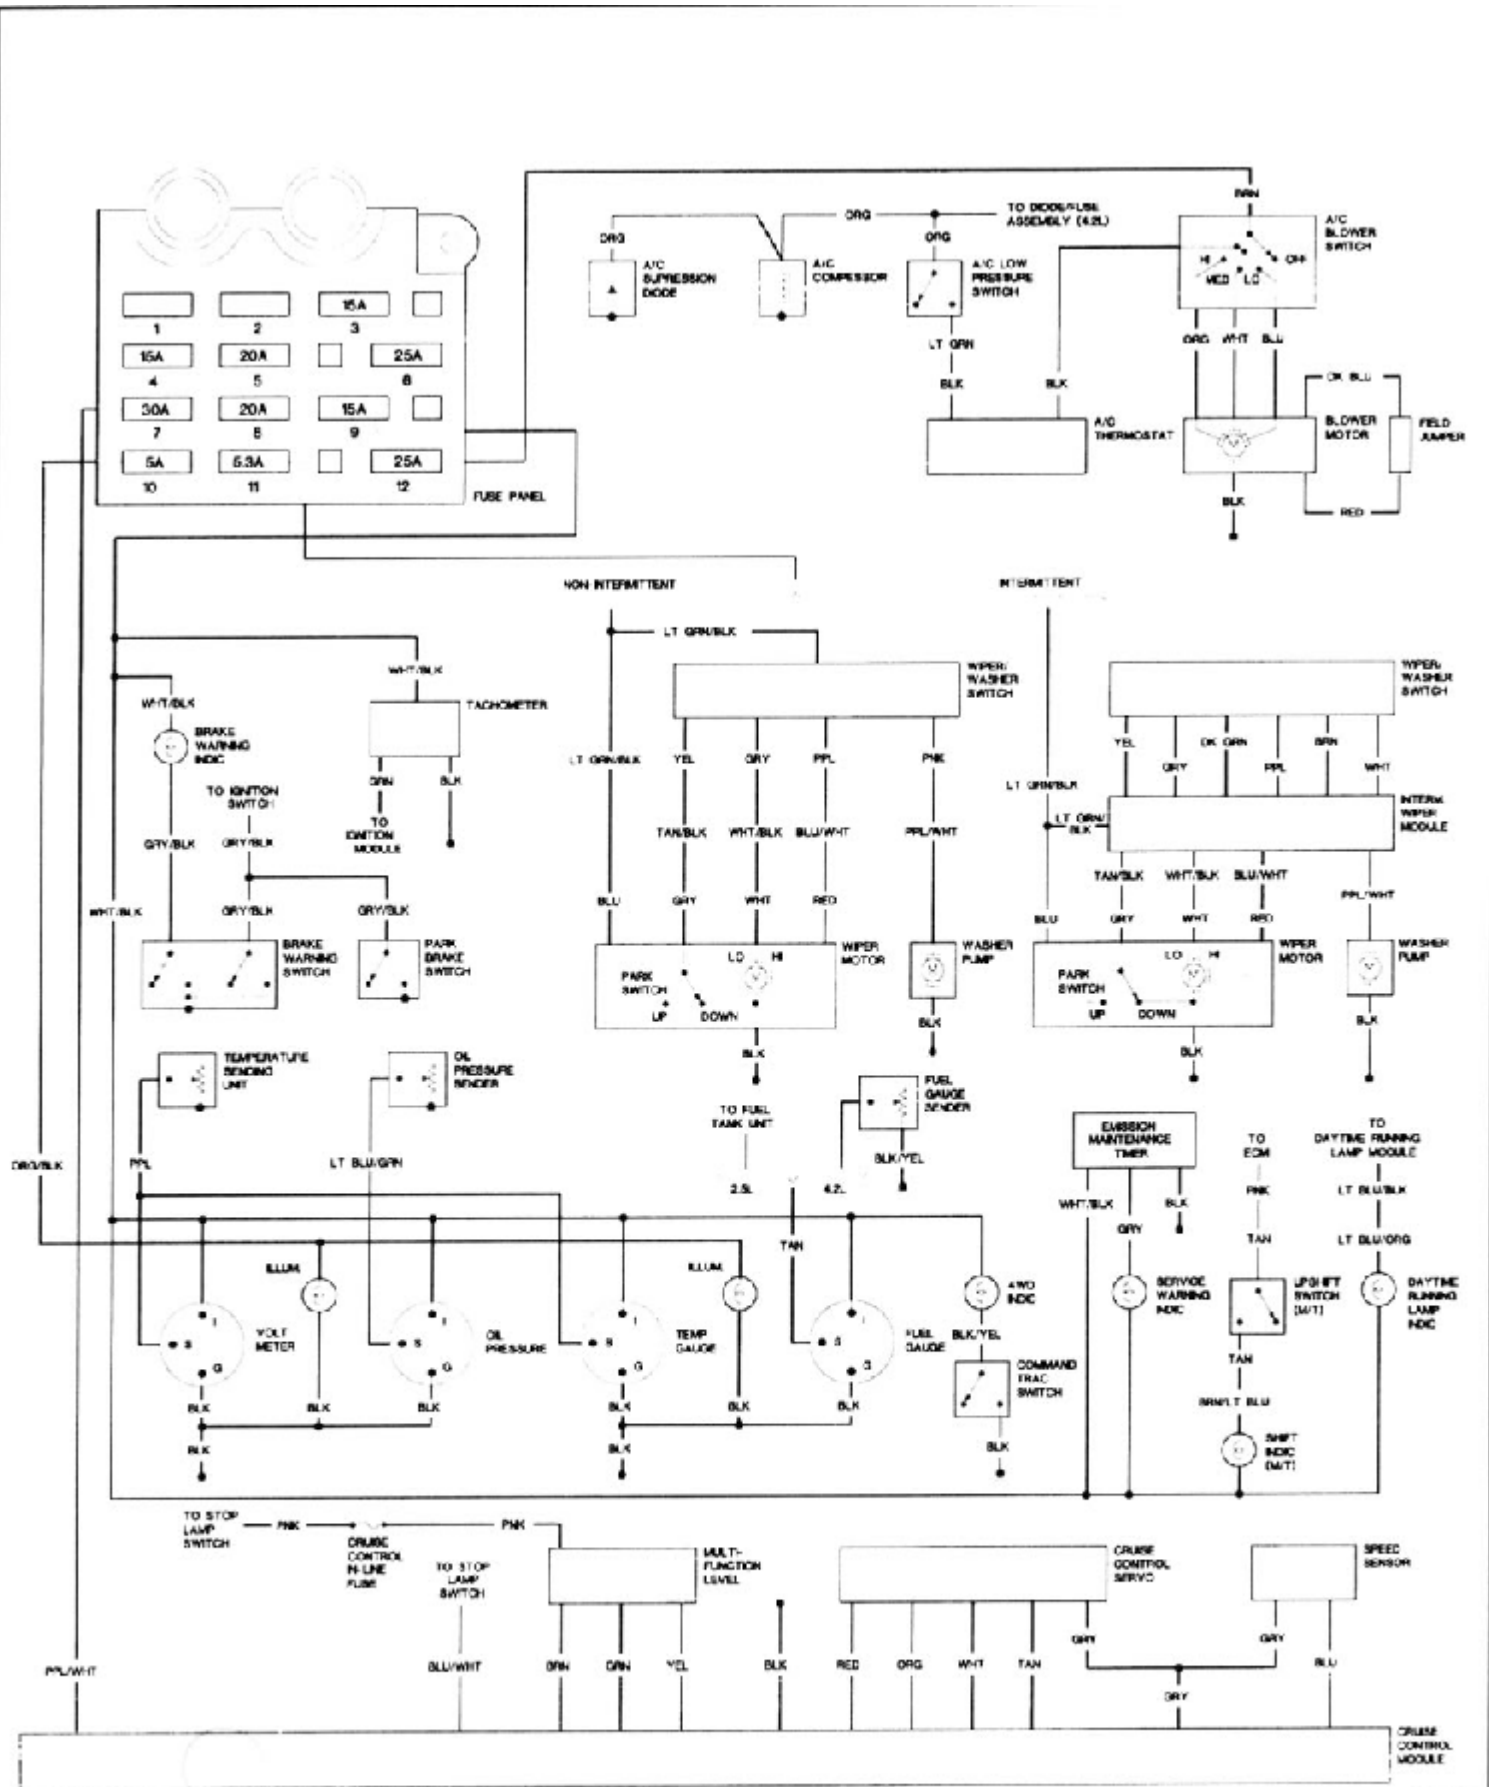 BRN
A/C
BLOWER
SWITCH
TO DIODE/FUSE
ASSEMBLY (4.2L)
ORG
ORG
ORG
A/C
SUPRESSION
DIODE
A/C
COMPESSOR
A/C LOW
PRESSURE
SWITCH
HI
OFF
MED
LO
15A
1
2
3
15A
20A
25A
4
5
6
30A
20A
15A
7
8
9
5A
5.3A
25A
10
11
12
FUSE PANEL
LT GRN
BLK
BLK
ORG
WHT
BLU
DK BLU
A/C
THERMOSTAT
BLOWER
MOTOR
FIELD
JUMPER
BLK
RED
NON-INTERMITTENT
INTERMITTENT
LT GRN/BLK
WIPER/
WASHER
SWITCH
WIPER/
WASHER
SWITCH
WHT/BLK
WHT/BLK
TACHOMETER
BRAKE
WARNING
INDIC
TO IGNITION
SWITCH
GRN
BLK
TO
IGNITION
MODULE
LT GRN/BLK
YEL
GRY
PPL
PNK
YEL
GRY
DK GRN
PPL
BRN
WHT
LT GRN/BLK
LT GRN/
BLK
INTERM
WIPER
MODULE
GRY/BLK
GRY/BLK
TAN/BLK
WHT/BLK
BLU/WHT
PPL/WHT
TAN/BLK
WHT/BLK
BLU/WHT
PPL/WHT
WHT/BLK
GRY/BLK
GRY/BLK
BLU
GRY
WHT
RED
BLU
GRY
WHT
RED
BRAKE
WARNING
SWITCH
PARK
BRAKE
SWITCH
PARK
SWITCH
UP
DOWN
LO
HI
WIPER
MOTOR
WASHER
PUMP
PARK
SWITCH
UP
DOWN
LO
HI
WIPER
MOTOR
WASHER
PUMP
BLK
BLK
BLK
BLK
TEMPERATURE
SENDING
UNIT
OIL
PRESSURE
SENDER
FUEL
GAUGE
SENDER
TO FUEL
TANK UNIT
BLK/YEL
2.5L
4.2L
EMISSION
MAINTENANCE
TIMER
TO
ECM
TO
DAYTIME RUNNING
LAMP MODULE
ORG/BLK
PPL
LT BLU/GRN
WHT/BLK
GRY
BLK
PNK
TAN
LT BLU/BLK
LT BLU/ORG
TAN
ILLUM
ILLUM
4WD
INDIC
SERVICE
WARNING
INDIC
UPSHIFT
SWITCH
(M/T)
DAYTIME
RUNNING
LAMP
INDIC
I
S
G
VOLT
METER
I
S
G
OIL
PRESSURE
I
S
G
TEMP
GAUGE
I
S
G
FUEL
GAUGE
BLK/YEL
COMMAND
TRAC
SWITCH
TAN
BRN/LT BLU
SHIFT
INDIC
(M/T)
BLK
BLK
BLK
BLK
BLK
BLK
BLK
BLK
BLK
TO STOP
LAMP
SWITCH
PNK
CRUISE
CONTROL
IN-LINE
FUSE
PNK
TO STOP
LAMP
SWITCH
MULTI-
FUNCTION
LEVEL
CRUISE
CONTROL
SERVO
SPEED
SENSOR
PPL/WHT
BLU/WHT
BRN
GRN
YEL
BLK
RED
ORG
WHT
TAN
GRY
GRY
GRY
BLU
CRUISE
CONTROL
MODULE